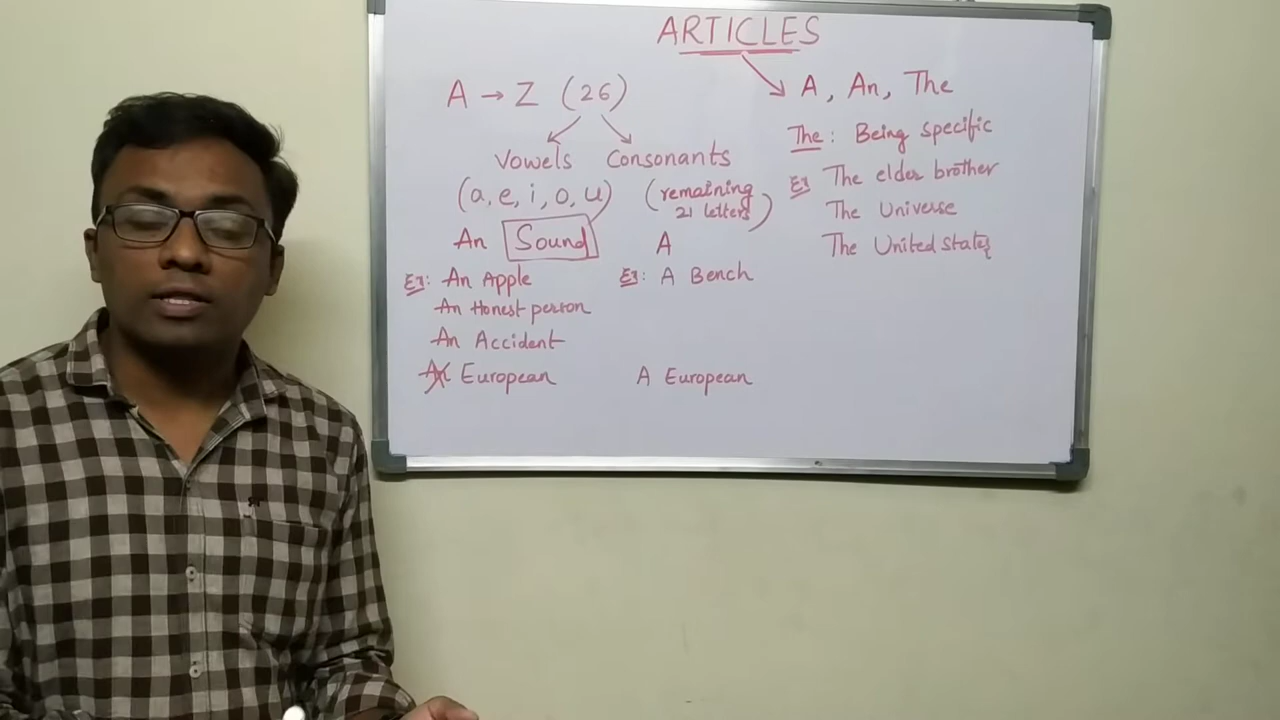 ARTICLES
A → Z (26)
Vowels Consonants
(a, e, i, o, u) (remaining
21 letters)
An Sound A
Ex: An Apple Ex: A Bench
An Honest person
An Accident
An European A European
A, An, The
The: Being specific
Ex The elder brother
The Universe
The United states